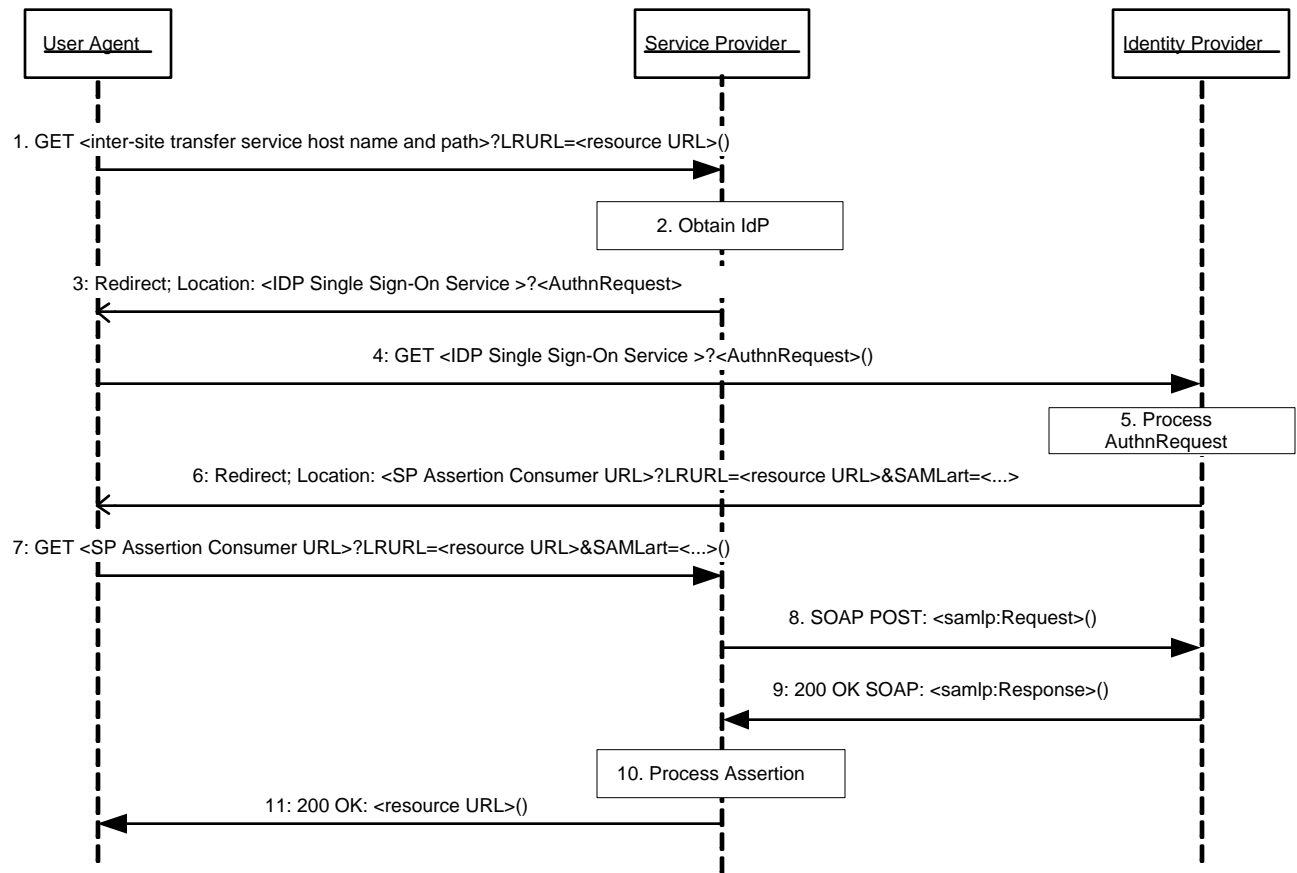 User Agent
Service Provider
Identity Provider
1. GET <inter-site transfer service host name and path>?LRURL=<resource URL>()
2. Obtain IdP
3: Redirect; Location: <IDP Single Sign-On Service >?<AuthnRequest>
4: GET <IDP Single Sign-On Service >?<AuthnRequest>()
5. Process
AuthnRequest
6: Redirect; Location: <SP Assertion Consumer URL>?LRURL=<resource URL>&SAMLart=<...>
7: GET <SP Assertion Consumer URL>?LRURL=<resource URL>&SAMLart=<...>()
8. SOAP POST: <samlp:Request>()
9: 200 OK SOAP: <samlp:Response>()
10. Process Assertion
11: 200 OK: <resource URL>()